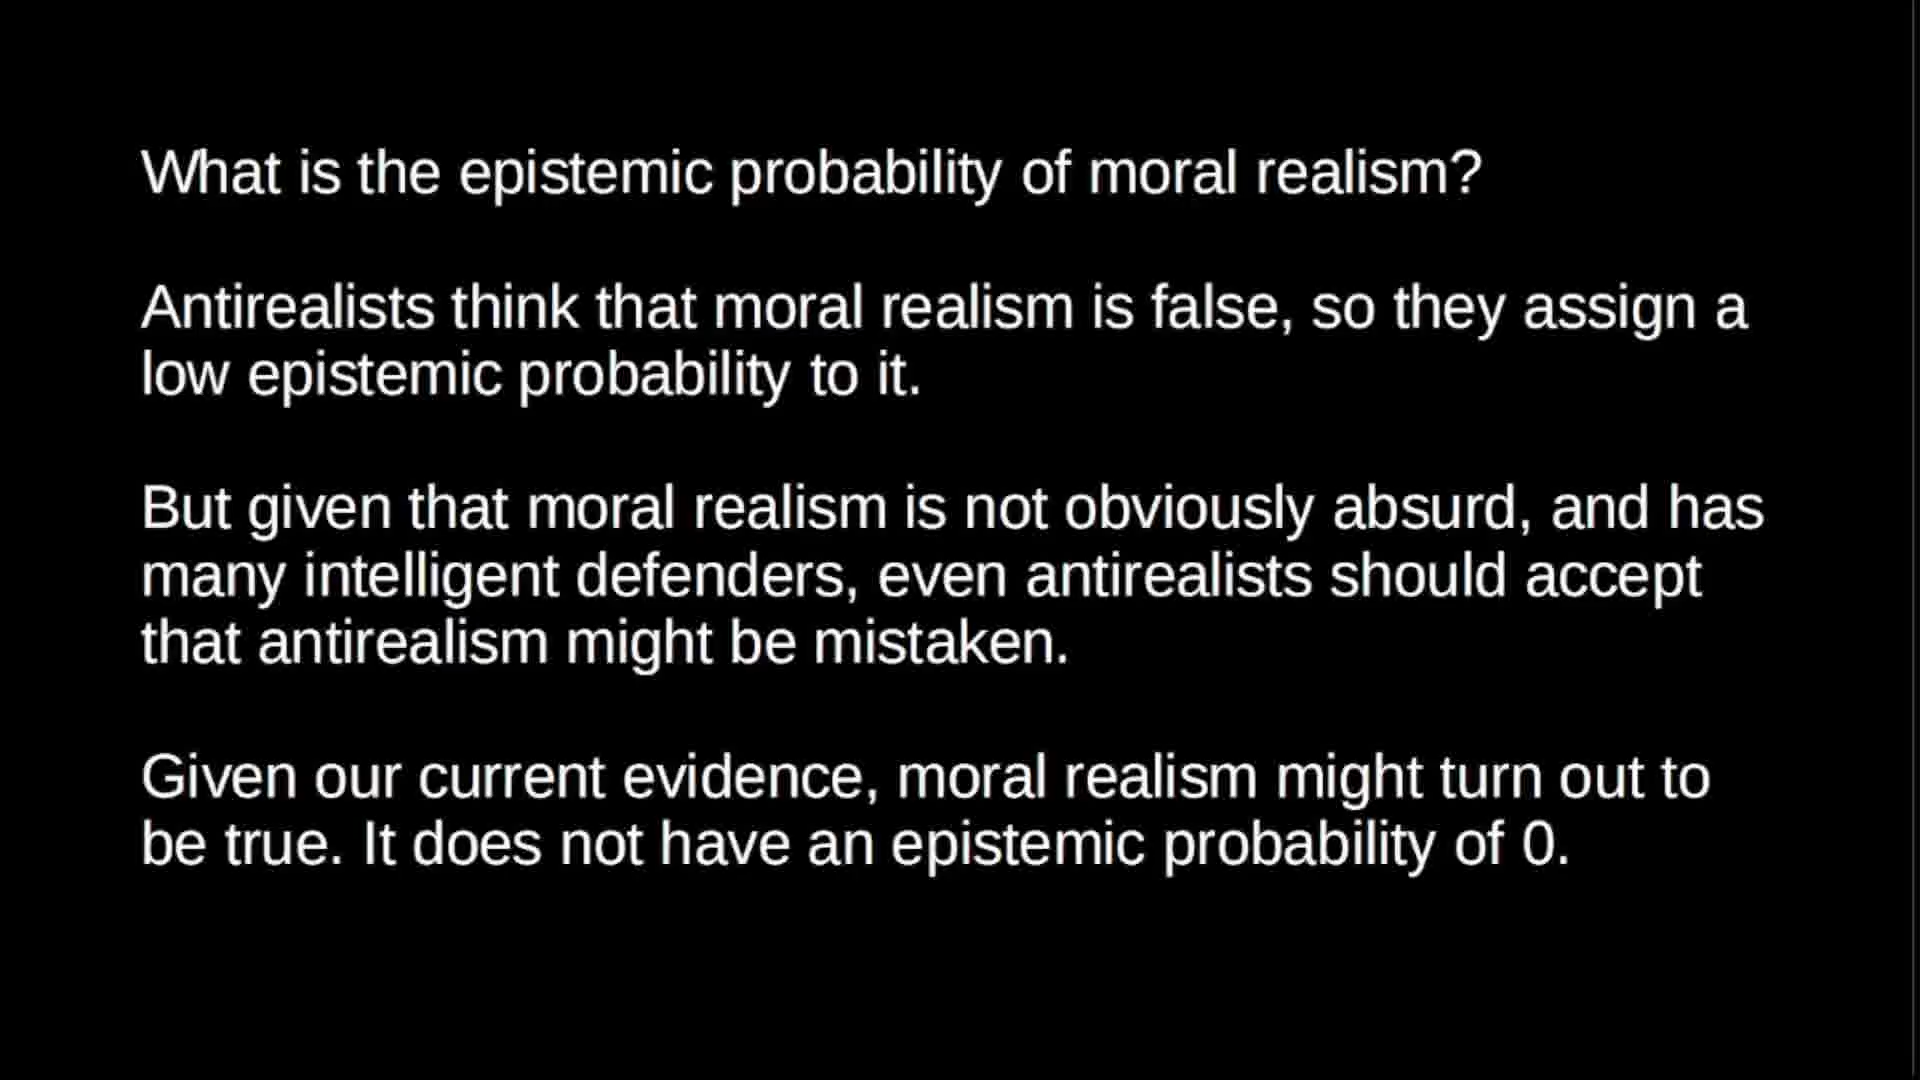 What is the epistemic probability of moral realism?
Antirealists think that moral realism is false, so they assign a
low epistemic probability to it.
But given that moral realism is not obviously absurd, and has
many intelligent defenders, even antirealists should accept
that antirealism might be mistaken.
Given our current evidence, moral realism might turn out to
be true. It does not have an epistemic probability of 0.